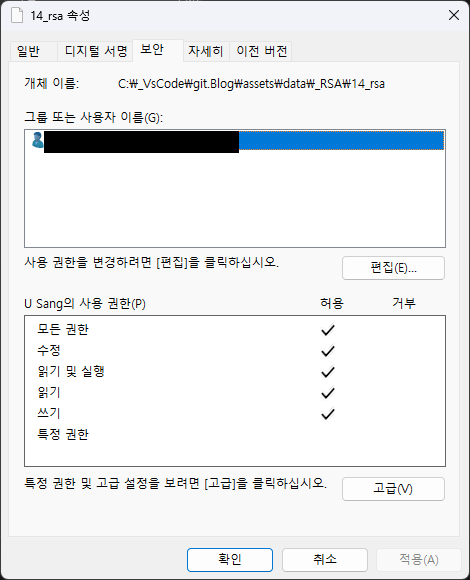 14_rsa 속성
일반 디지털 서명 보안 자세히 이전 버전
개체 이름: C:\_VsCode\git.Blog\assets\data\_RSA\14_rsa
그룹 또는 사용자 이름(G):
사용 권한을 변경하려면 [편집]을 클릭하십시오.
편집(E)...
U Sang의 사용 권한(P) 허용 거부
모든 권한
수정
읽기 및 실행
읽기
쓰기
특정 권한
특정 권한 및 고급 설정을 보려면 [고급]을 클릭하십시오.
고급(V)
확인 취소 적용(A)